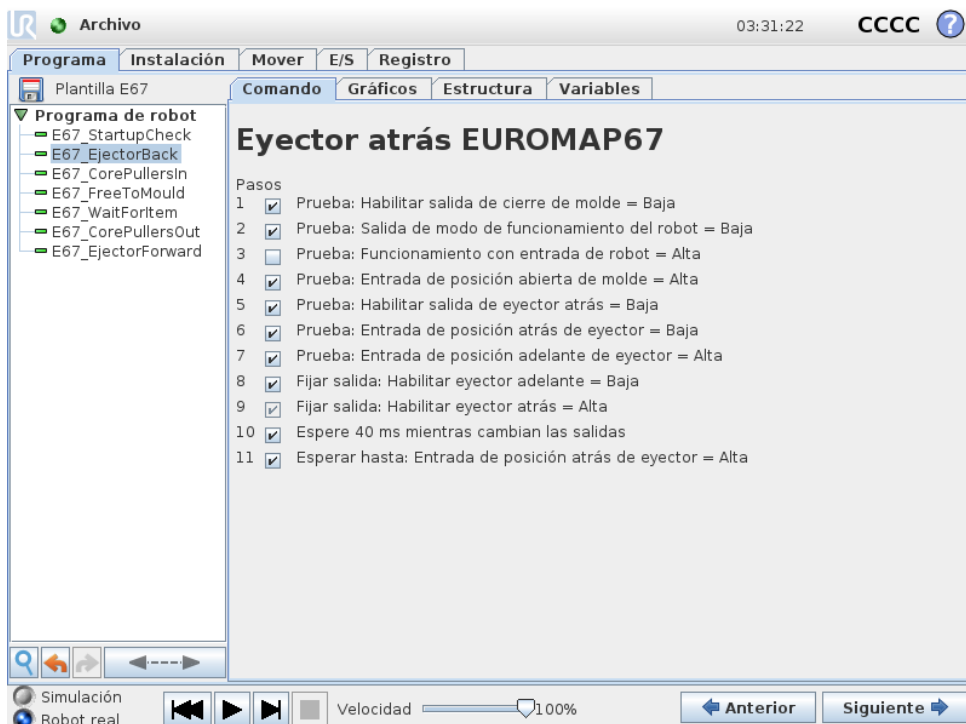 UR Archivo 03:31:22 CCCC ?
Programa Instalación Mover E/S Registro
Plantilla E67 Comando Gráficos Estructura Variables
Programa de robot
E67_StartupCheck
E67_EjectorBack
E67_CorePullersIn
E67_FreeToMould
E67_WaitForItem
E67_CorePullersOut
E67_EjectorForward
Eyector atrás EUROMAP67
Pasos
1 Prueba: Habilitar salida de cierre de molde = Baja
2 Prueba: Salida de modo de funcionamiento del robot = Baja
3 Prueba: Funcionamiento con entrada de robot = Alta
4 Prueba: Entrada de posición abierta de molde = Alta
5 Prueba: Habilitar salida de eyector atrás = Baja
6 Prueba: Entrada de posición atrás de eyector = Baja
7 Prueba: Entrada de posición adelante de eyector = Alta
8 Fijar salida: Habilitar eyector adelante = Baja
9 Fijar salida: Habilitar eyector atrás = Alta
10 Espere 40 ms mientras cambian las salidas
11 Esperar hasta: Entrada de posición atrás de eyector = Alta
Simulación
Robot real
Velocidad 100% Anterior Siguiente